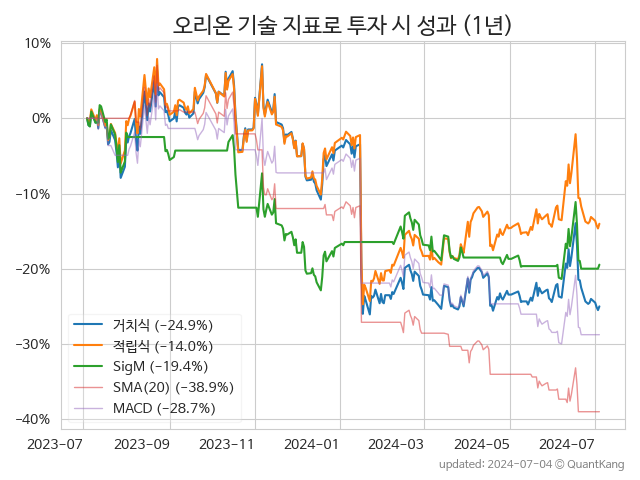 오리온 기술 지표로 투자 시 성과 (1년)
10%
0%
−10%
−20%
−30%
−40%
거치식 (−24.9%)
적립식 (−14.0%)
SigM (−19.4%)
SMA(20) (−38.9%)
MACD (−28.7%)
2023-07
2023-09
2023-11
2024-01
2024-03
2024-05
2024-07
updated: 2024-07-04 © QuantKang